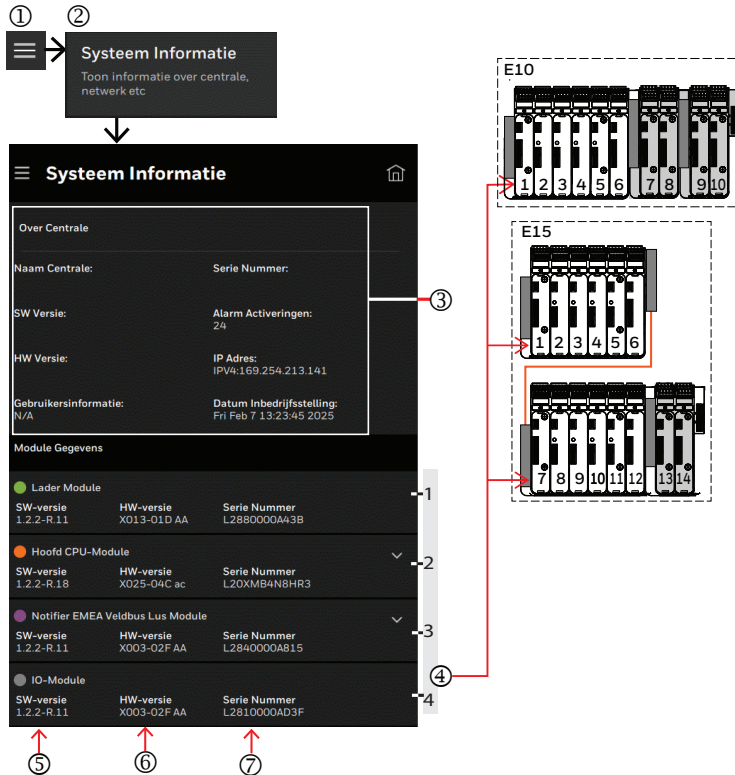 ① ②
Systeem Informatie
Toon informatie over centrale,
netwerk etc
Systeem Informatie
Over Centrale
Naam Centrale: Serie Nummer:
SW Versie: Alarm Activeringen:
24
HW Versie: IP Adres:
IPV4:169.254.213.141
Gebruikersinformatie: Datum Inbedrijfsstelling:
N/A Fri Feb 7 13:23:45 2025
③
Module Gegevens
Lader Module
SW-versie HW-versie Serie Nummer
1.2.2-R.11 X013-01D AA L2880000A43B
1
Hoofd CPU-Module
SW-versie HW-versie Serie Nummer
1.2.2-R.18 X025-04C ac L20XMB4N8HR3
2
Notifier EMEA Veldbus Lus Module
SW-versie HW-versie Serie Nummer
1.2.2-R.11 X003-02F AA L2840000A815
3
IO-Module
SW-versie HW-versie Serie Nummer
1.2.2-R.11 X003-02F AA L2810000AD3F
4
④
⑤ ⑥ ⑦
E10
1 2 3 4 5 6 7 8 9 10
E15
1 2 3 4 5 6
7 8 9 10 11 12 13 14